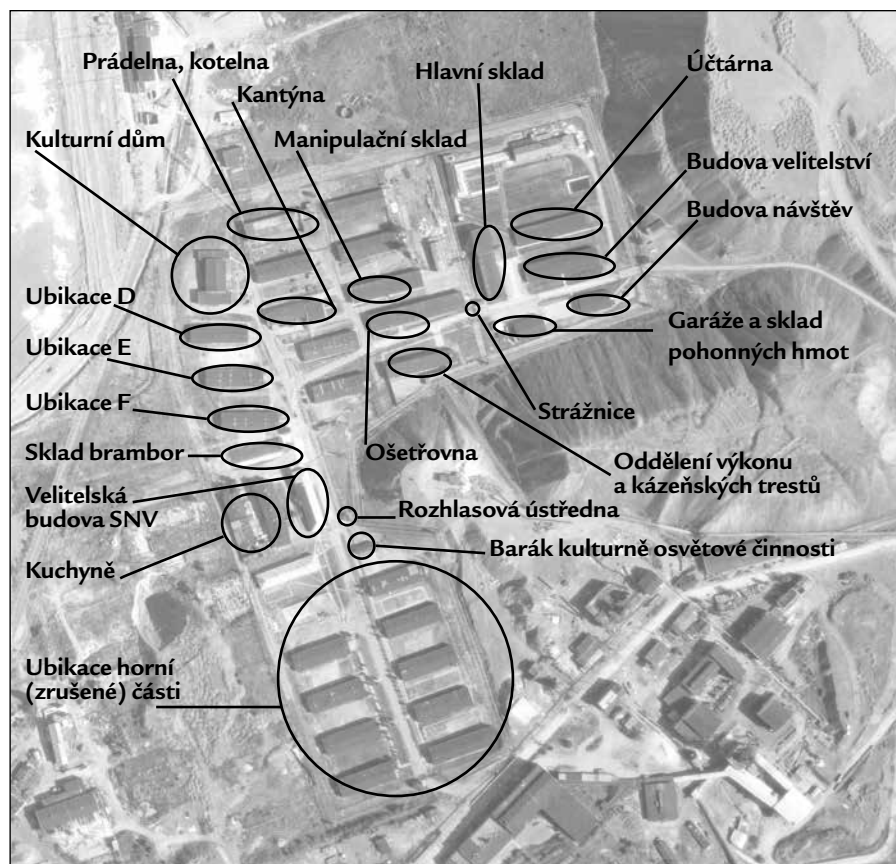 Prádelna, kotelna
Kantýna
Kulturní dům
Manipulační sklad
Hlavní sklad
Účtárna
Budova velitelství
Budova návštěv
Ubikace D
Ubikace E
Ubikace F
Sklad brambor
Velitelská
budova SNV
Kuchyně
Garáže a sklad
pohonných hmot
Strážnice
Ošetřovna
Oddělení výkonu
a kázeňských trestů
Rozhlasová ústředna
Barák kulturně osvětové činnosti
Ubikace horní
(zrušené) části